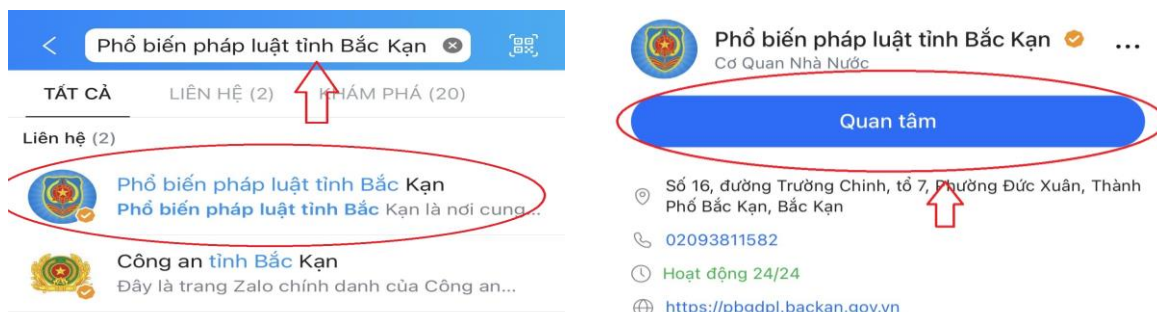 Phổ biến pháp luật tỉnh Bắc Kạn
TẤT CẢ LIÊN HỆ (2) KHÁM PHÁ (20)
Liên hệ (2)
Phổ biến pháp luật tỉnh Bắc Kạn
Phổ biến pháp luật tỉnh Bắc Kạn là nơi cung...
Công an tỉnh Bắc Kạn
Đây là trang Zalo chính danh của Công an...
Phổ biến pháp luật tỉnh Bắc Kạn
Cơ Quan Nhà Nước
Quan tâm
Số 16, đường Trường Chinh, tổ 7, Phường Đức Xuân, Thành
Phố Bắc Kạn, Bắc Kạn
02093811582
Hoạt động 24/24
https://pbgdpl.backan.gov.vn